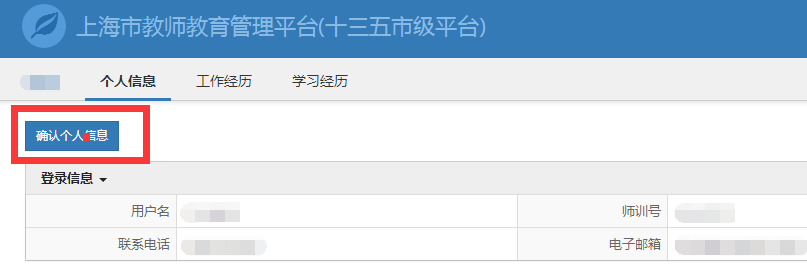 上海市教师教育管理平台(十三五市级平台)
个人信息 工作经历 学习经历
确认个人信息
登录信息
用户名 师训号
联系电话 电子邮箱